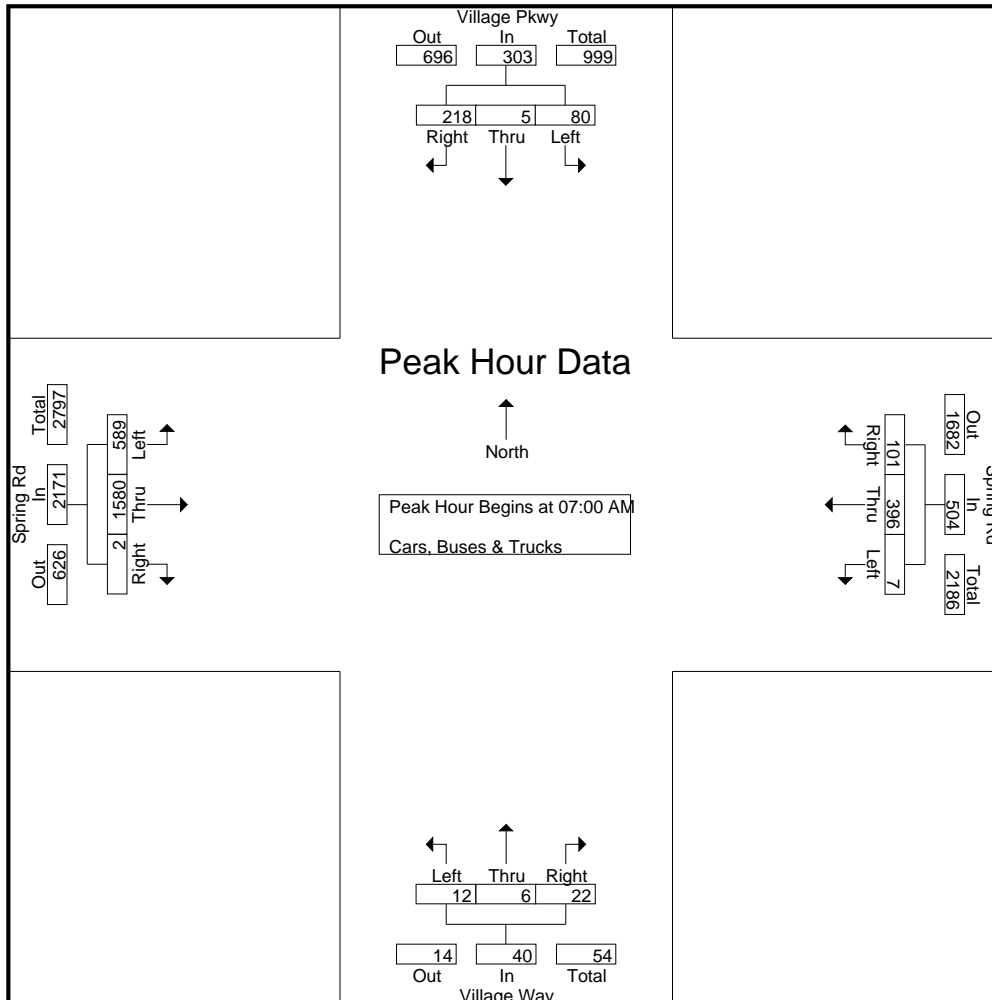 Village Pkwy
Out In Total
696 303 999
218 5 80
Right Thru Left
Peak Hour Data
North
Peak Hour Begins at 07:00 AM
Cars, Buses & Trucks
Spring Rd
Out In Total
626 2171 2797
589 1580 2
Left Thru Right
Spring Rd
Out In Total
1682 504 2186
101 396 7
Right Thru Left
Left Thru Right
12 6 22
14 40 54
Out In Total
Village Way